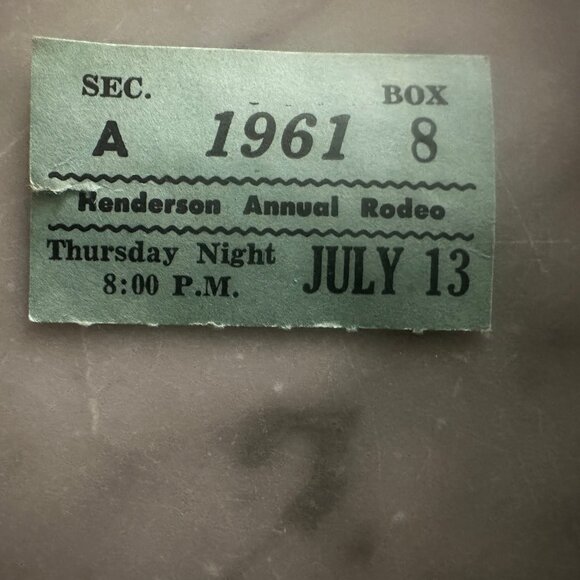 SEC. BOX
A 1961 8
Henderson Annual Rodeo
Thursday Night
8:00 P.M. JULY 13
?